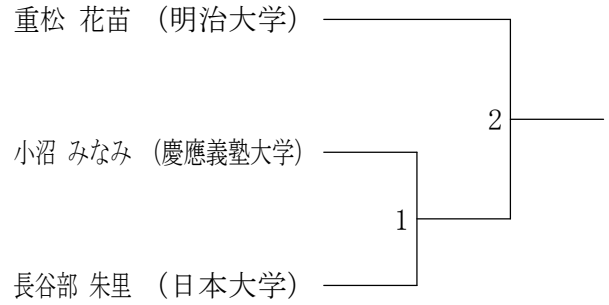 重松 花苗 （明治大学）
2
小沼 みなみ （慶應義塾大学）
1
長谷部 朱里 （日本大学）